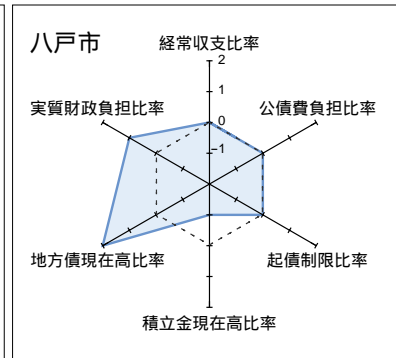 八戸市
経常収支比率
2
1
0
-1
公債費負担比率
起債制限比率
積立金現在高比率
地方債現在高比率
実質財政負担比率